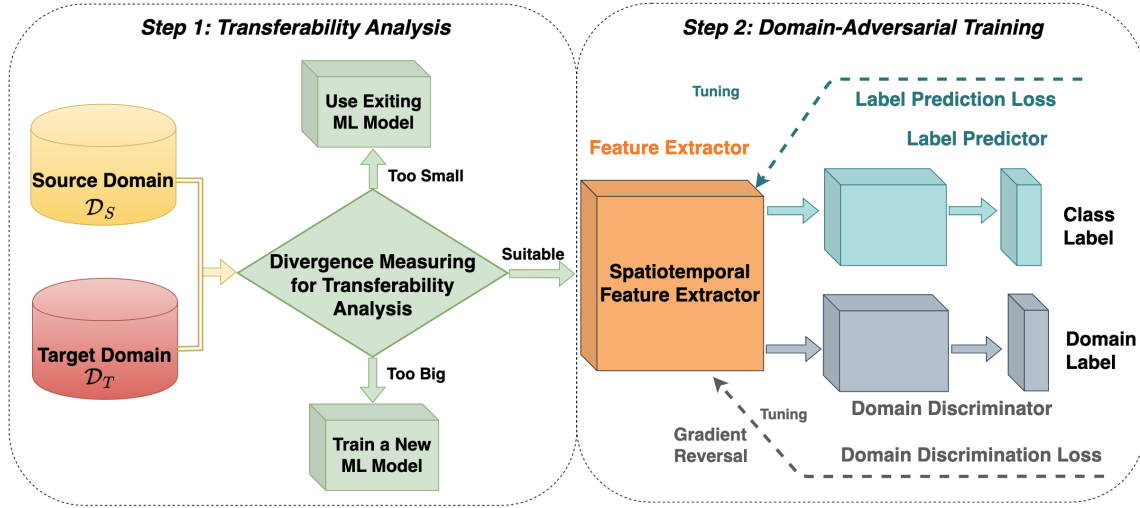 Step 1: Transferability Analysis
Source Domain
𝒟_S
Target Domain
𝒟_T
Use Exiting
ML Model
Too Small
Divergence Measuring
for Transferability
Analysis
Suitable
Too Big
Train a New
ML Model
Step 2: Domain-Adversarial Training
Tuning
Label Prediction Loss
Feature Extractor
Label Predictor
Spatiotemporal
Feature Extractor
Class
Label
Domain
Label
Domain Discriminator
Tuning
Gradient
Reversal
Domain Discrimination Loss